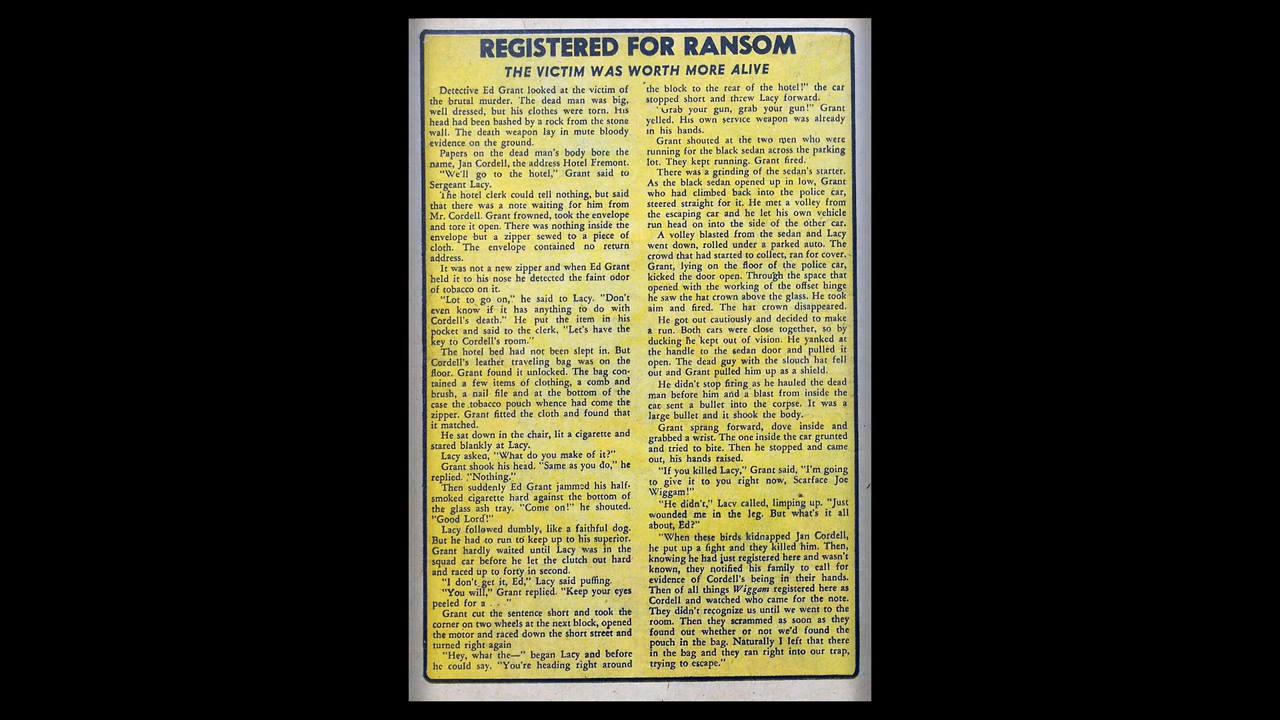 REGISTERED FOR RANSOM
THE VICTIM WAS WORTH MORE ALIVE
Detective Ed Grant looked at the victim of
the brutal murder. The dead man was big,
well dressed, but his clothes were torn. His
head had been bashed by a rock from the stone
wall. The death weapon lay in mute bloody
evidence on the ground.
Papers on the dead man's body bore the
name, Jan Cordell, the address Hotel Fremont.
"We'll go to the hotel," Grant said to
Sergeant Lacy.
The hotel clerk could tell nothing, but said
that there was a note waiting for him from
Mr. Cordell. Grant frowned, took the envelope
and tore it open. There was nothing inside the
envelope but a zipper sewed to a piece of
cloth. The envelope contained no return
address.
It was not a new zipper and when Ed Grant
held it to his nose he detected the faint odor
of tobacco on it.
"Lot to go on," he said to Lacy. "Don't
even know if it has anything to do with
Cordell's death." He put the item in his
pocket and said to the clerk, "Let's have the
key to Cordell's room."
The hotel bed had not been slept in. But
Cordell's leather traveling bag was on the
floor. Grant found it unlocked. The bag con-
tained a few items of clothing, a comb and
brush, a nail file and at the bottom of the
case the tobacco pouch whence had come the
zipper. Grant fitted the cloth and found that
it matched.
He sat down in the chair, lit a cigarette and
stared blankly at Lacy.
Lacy asked, "What do you make of it?"
Grant shook his head. "Same as you do," he
replied. "Nothing."
Then suddenly Ed Grant jammed his half-
smoked cigarette hard against the bottom of
the glass ash tray. "Come on!" he shouted.
"Good Lord!"
Lacy followed dumbly, like a faithful dog.
But he had to run to keep up to his superior.
Grant hardly waited until Lacy was in the
squad car before he let the clutch out hard
and raced up to forty in second.
"I don't get it, Ed," Lacy said puffing.
"You will," Grant replied. "Keep your eyes
peeled for a . . ."
Grant cut the sentence short and took the
corner on two wheels at the next block, opened
the motor and raced down the short street and
turned right again
"Hey, what the—" began Lacy and before
he could say. "You're heading right around
the block to the rear of the hotel!" the car
stopped short and threw Lacy forward.
"Grab your gun, grab your gun!" Grant
yelled. His own service weapon was already
in his hands.
Grant shouted at the two men who were
running for the black sedan across the parking
lot. They kept running. Grant fired.
There was a grinding of the sedan's starter.
As the black sedan opened up in low, Grant
who had climbed back into the police car,
steered straight for it. He met a volley from
the escaping car and he let his own vehicle
run head on into the side of the other car.
A volley blasted from the sedan and Lacy
went down, rolled under a parked auto. The
crowd that had started to collect, ran for cover.
Grant, lying on the floor of the police car,
kicked the door open. Through the space that
opened with the working of the offset hinge
he saw the hat crown above the glass. He took
aim and fired. The hat crown disappeared.
He got out cautiously and decided to make
a run. Both cars were close together, so by
ducking he kept out of vision. He yanked at
the handle to the sedan door and pulled it
open. The dead guy with the slouch hat fell
out and Grant pulled him up as a shield.
He didn't stop firing as he hauled the dead
man before him and a blast from inside the
car sent a bullet into the corpse. It was a
large bullet and it shook the body.
Grant sprang forward, dove inside and
grabbed a wrist. The one inside the car grunted
and tried to bite. Then he stopped and came
out, his hands raised.
"If you killed Lacy," Grant said, "I'm going
to give it to you right now, Scarface Joe
Wiggam!"
"He didn't," Lacy called, limping up. "Just
wounded me in the leg. But what's it all
about, Ed?"
"When these birds kidnapped Jan Cordell,
he put up a fight and they killed him. Then,
knowing he had just registered here and wasn't
known, they notified his family to call for
evidence of Cordell's being in their hands.
Then of all things Wiggam registered here as
Cordell and watched who came for the note.
They didn't recognize us until we went to the
room. Then they scrammed as soon as they
found out whether or not we'd found the
pouch in the bag. Naturally I left that there
in the bag and they ran right into our trap,
trying to escape."